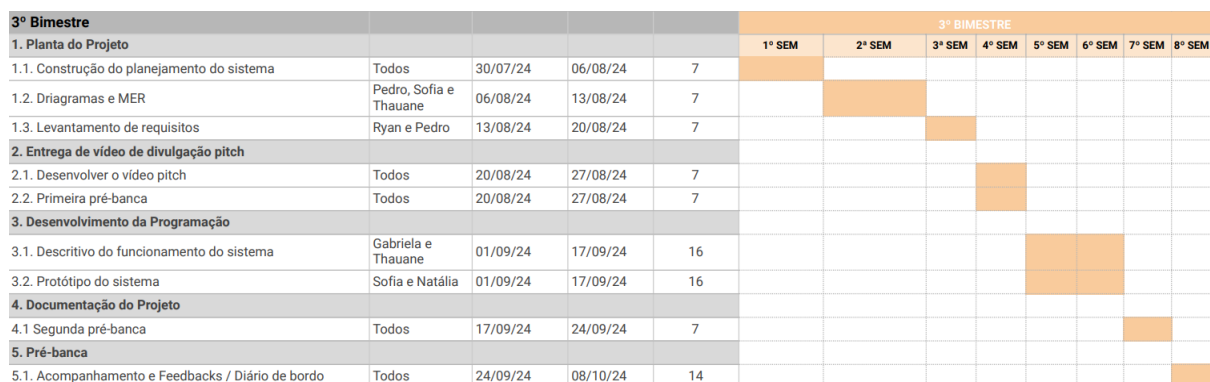 3º Bimestre 3º BIMESTRE
1. Planta do Projeto 1º SEM 2ª SEM 3ª SEM 4º SEM 5º SEM 6º SEM 7º SEM 8º SEM
1.1. Construção do planejamento do sistema Todos 30/07/24 06/08/24 7
1.2. Driagramas e MER Pedro, Sofia e Thauane 06/08/24 13/08/24 7
1.3. Levantamento de requisitos Ryan e Pedro 13/08/24 20/08/24 7
2. Entrega de vídeo de divulgação pitch
2.1. Desenvolver o vídeo pitch Todos 20/08/24 27/08/24 7
2.2. Primeira pré-banca Todos 20/08/24 27/08/24 7
3. Desenvolvimento da Programação
3.1. Descritivo do funcionamento do sistema Gabriela e Thauane 01/09/24 17/09/24 16
3.2. Protótipo do sistema Sofia e Natália 01/09/24 17/09/24 16
4. Documentação do Projeto
4.1 Segunda pré-banca Todos 17/09/24 24/09/24 7
5. Pré-banca
5.1. Acompanhamento e Feedbacks / Diário de bordo Todos 24/09/24 08/10/24 14